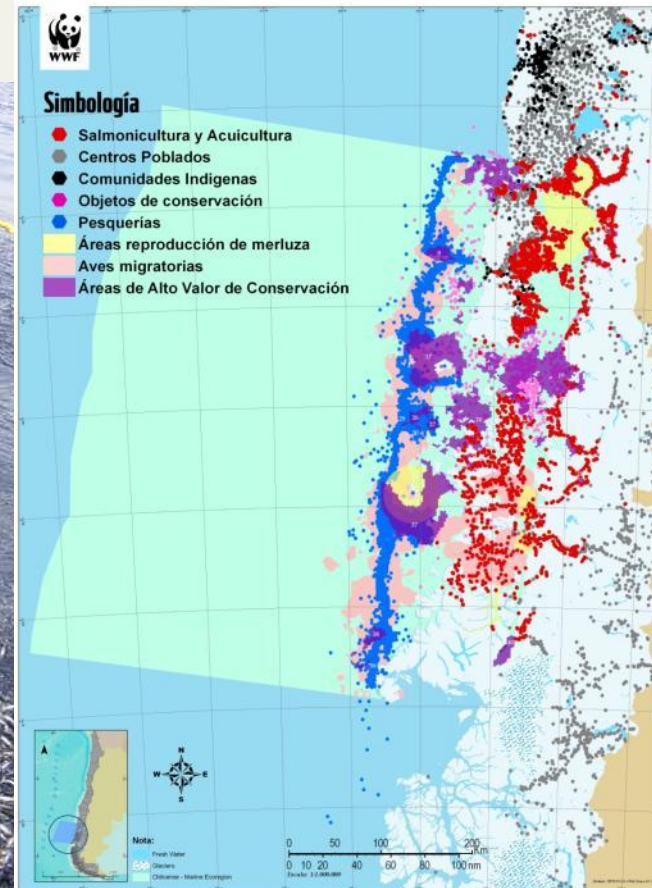 WWF
Simbología
Salmonicultura y Acuicultura
Centros Poblados
Comunidades Indigenas
Objetos de conservación
Pesquerías
Áreas reproducción de merluza
Aves migratorias
Áreas de Alto Valor de Conservación
N
W E
S
Nota:
Fresh Water
Glaciers
Chiloense - Marine Ecoregion
0 50 100 200
Km
0 10 20 40 60 80 100 nm